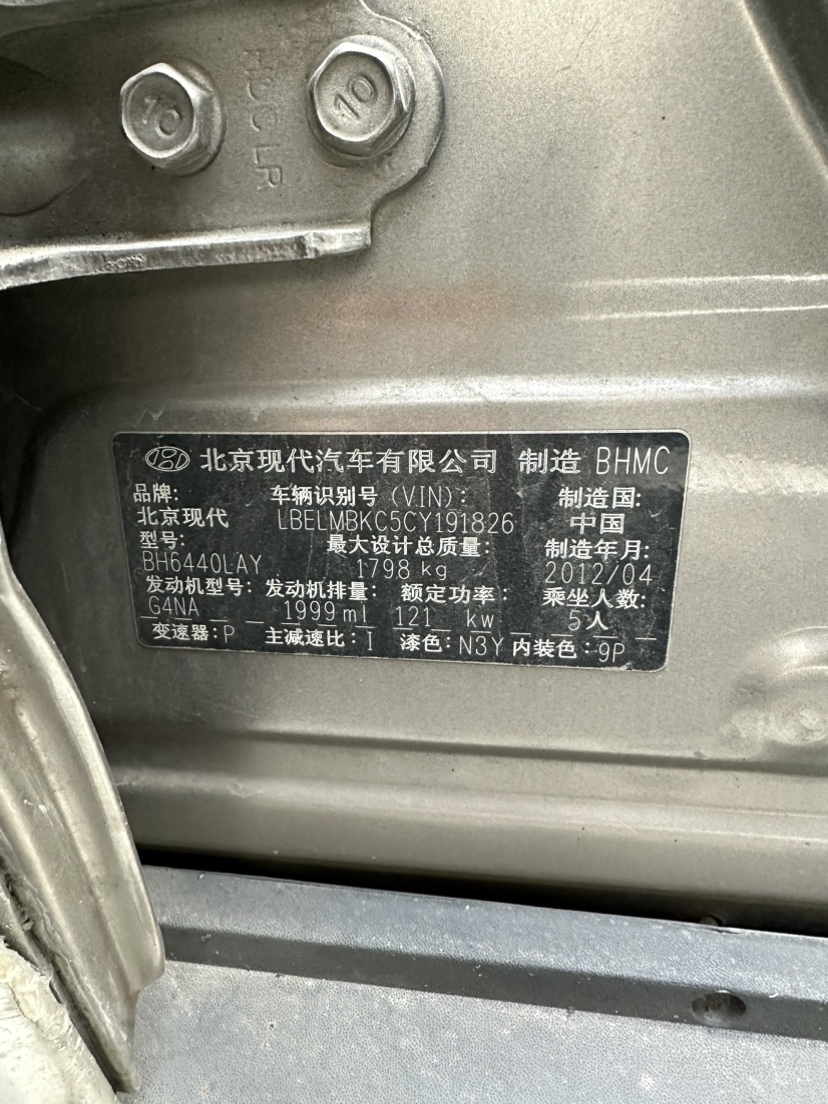 10
10
HDC LR
北京现代汽车有限公司 制造 BHMC
品牌: 车辆识别号 (VIN): 制造国:
北京现代 LBELMBKC5CY191826 中国
型号: 最大设计总质量: 制造年月:
BH6440LAY 1798 kg 2012/04
发动机型号: 发动机排量: 额定功率: 乘坐人数:
G4NA 1999 ml 121 kw 5人
变速器: P 主减速比: I 漆色: N3Y 内装色: 9P